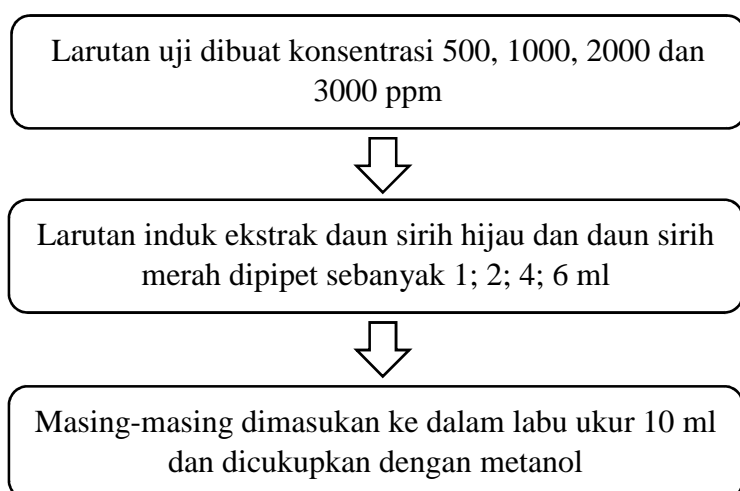 Larutan uji dibuat konsentrasi 500, 1000, 2000 dan
3000 ppm
Larutan induk ekstrak daun sirih hijau dan daun sirih
merah dipipet sebanyak 1; 2; 4; 6 ml
Masing-masing dimasukan ke dalam labu ukur 10 ml
dan dicukupkan dengan metanol